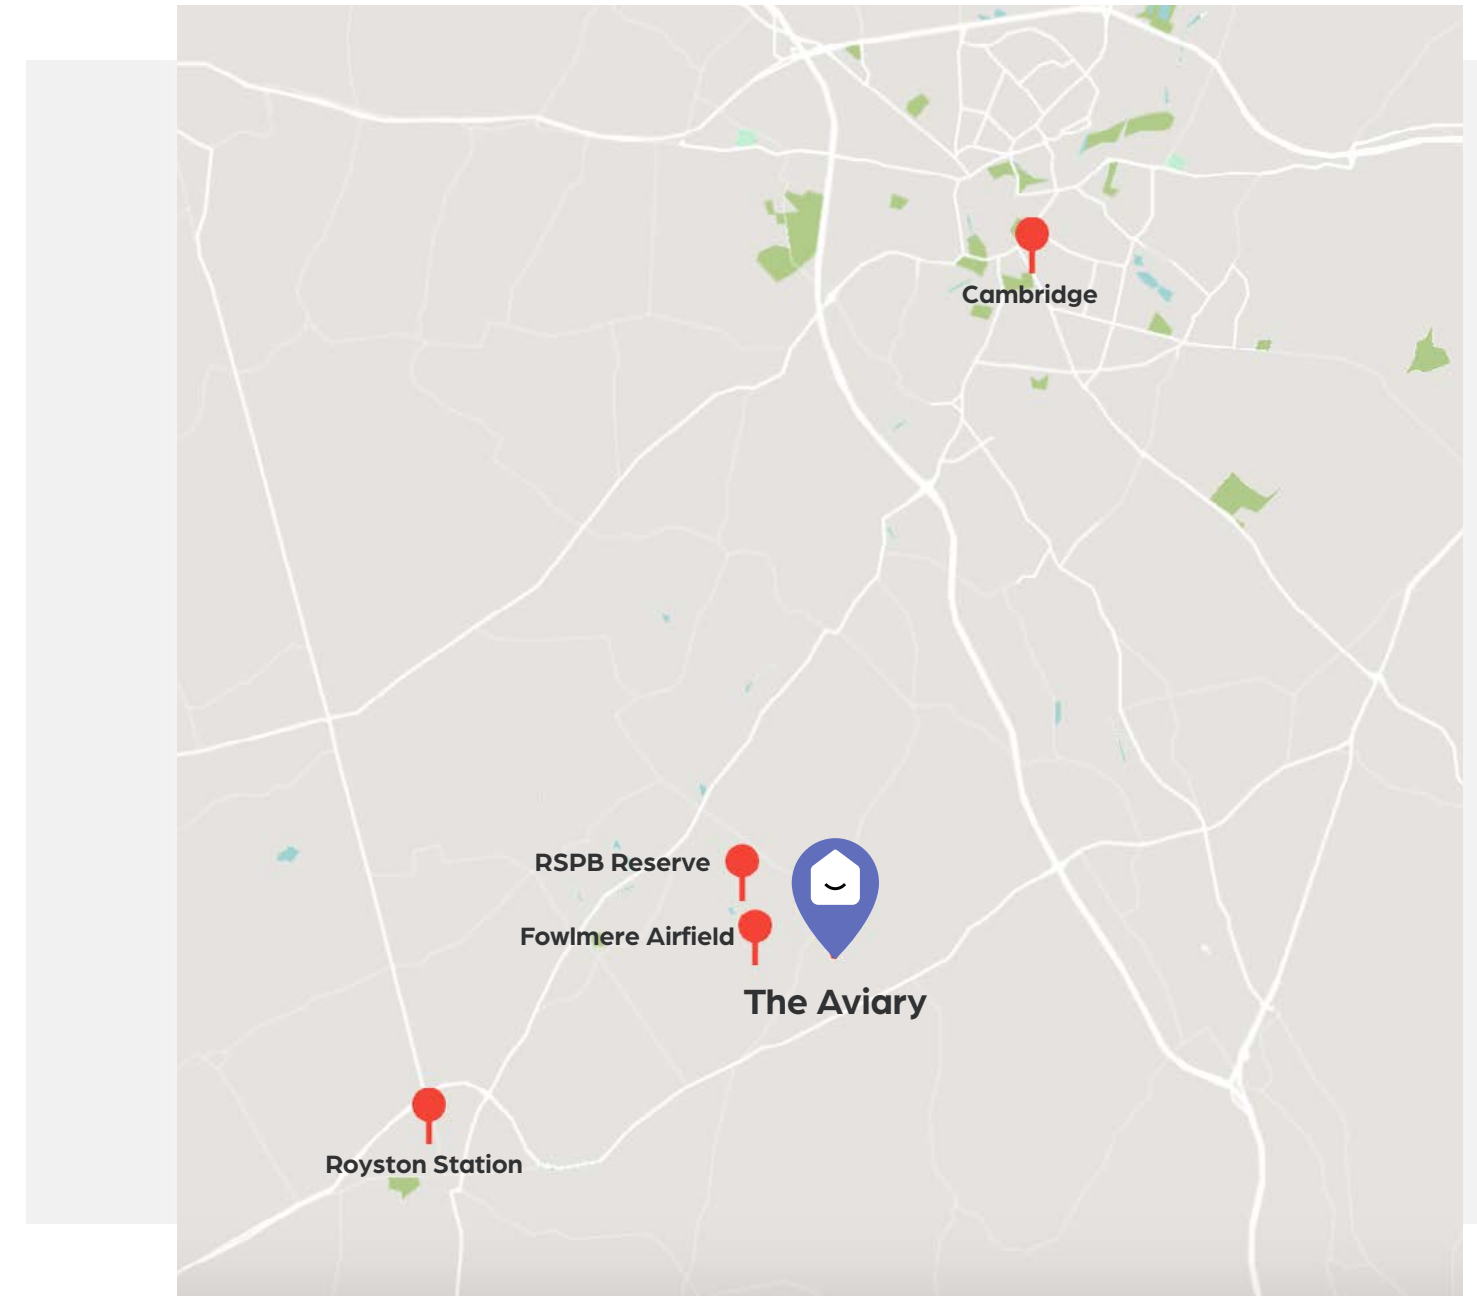 Cambridge
RSPB Reserve
Fowlmere Airfield
The Aviary
Royston Station